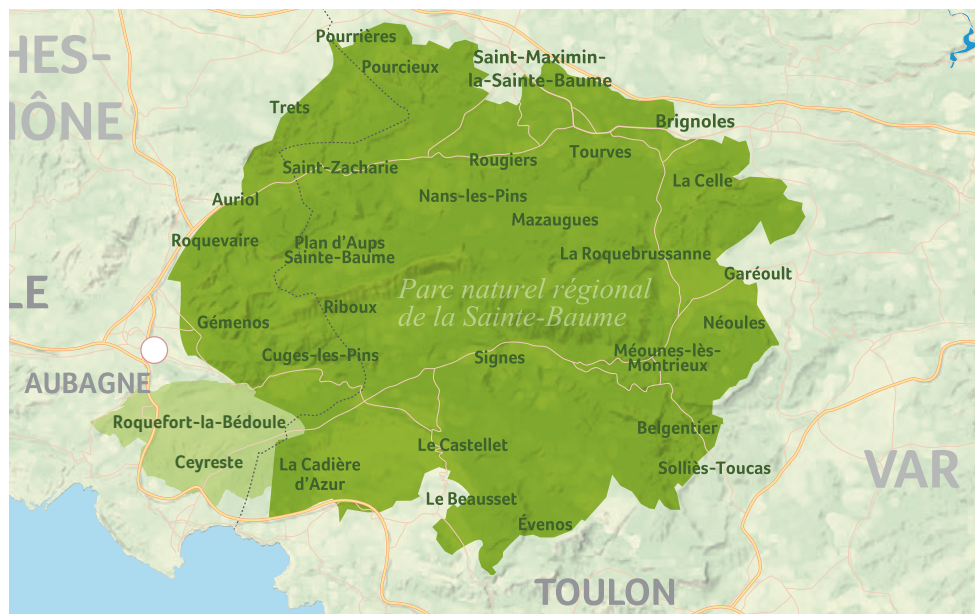 Pourrières
HES-
Saint-Maximin-
la-Sainte-Baume
Pourcieux
Trets
IÔNE
Brignoles
Tourves
Rougiers
Saint-Zacharie
La Celle
Nans-les-Pins
Auriol
Mazaugues
Roquevaire
Plan d'Aups
Sainte-Baume
La Roquebrussanne
Garéoult
LE
Parc naturel régional
de la Sainte-Baume
Riboux
Gémenos
Néoules
Cuges-les-Pins
Signes
Méounes-lès-
Montrieux
AUBAGNE
Roquefort-la-Bédoule
Belgentier
Le Castellet
Ceyreste
La Cadière
d'Azur
Solliès-Toucas
VAR
Le Beausset
Évenos
TOULON